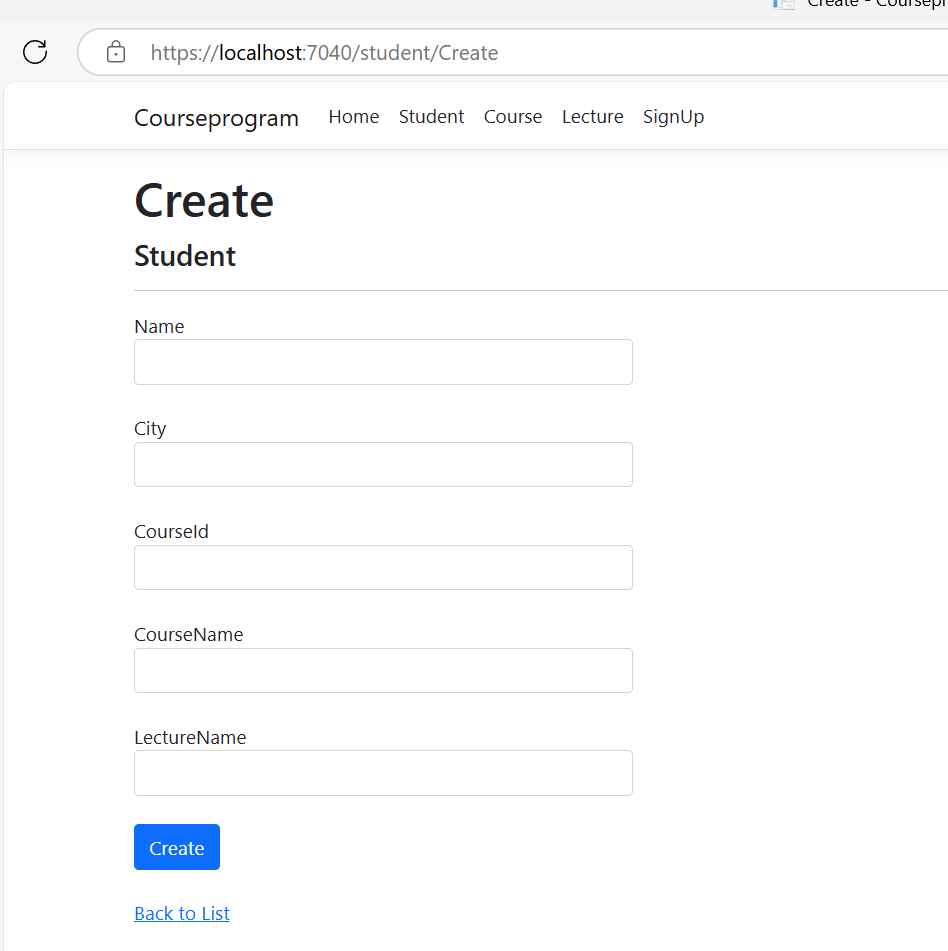 Create - Coursepr
https://localhost:7040/student/Create
Courseprogram Home Student Course Lecture SignUp
Create
Student
Name
City
CourseId
CourseName
LectureName
Create
Back to List